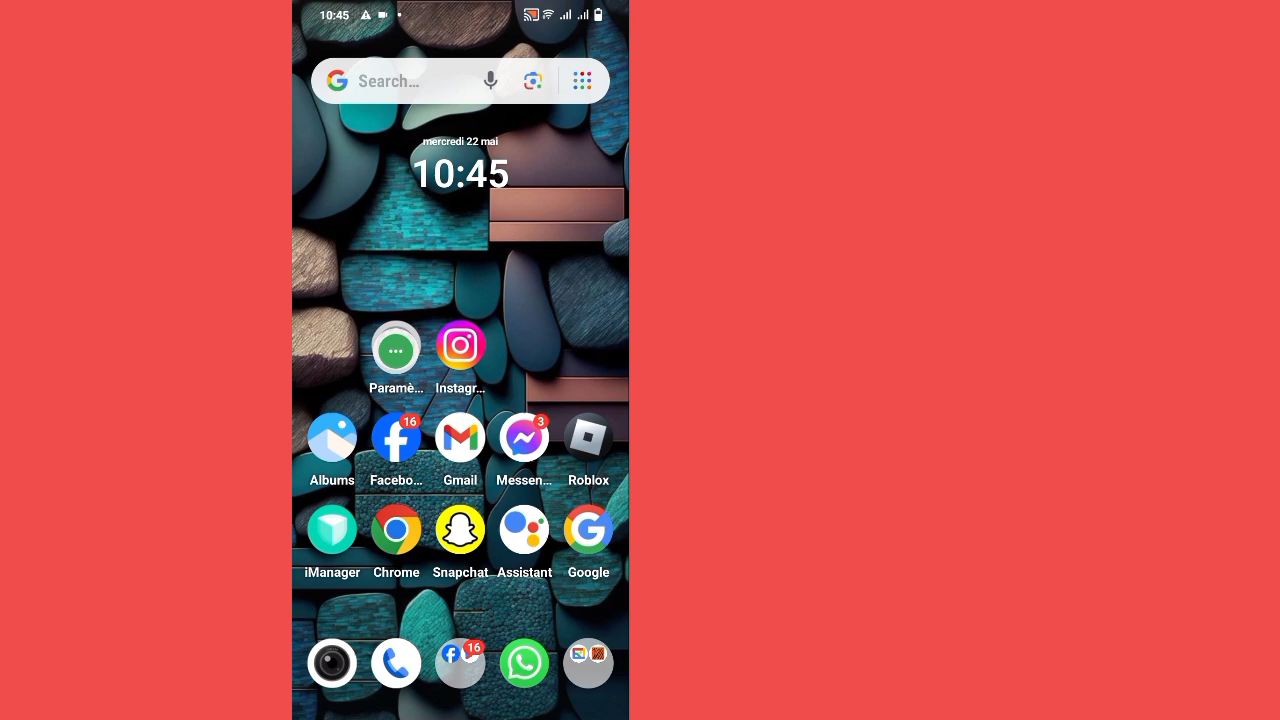 10:45
Search...
mercredi 22 mai
10:45
Paramè...
Instagr...
16
3
Albums
Facebo...
Gmail
Messen...
Roblox
iManager
Chrome
Snapchat
Assistant
Google
16